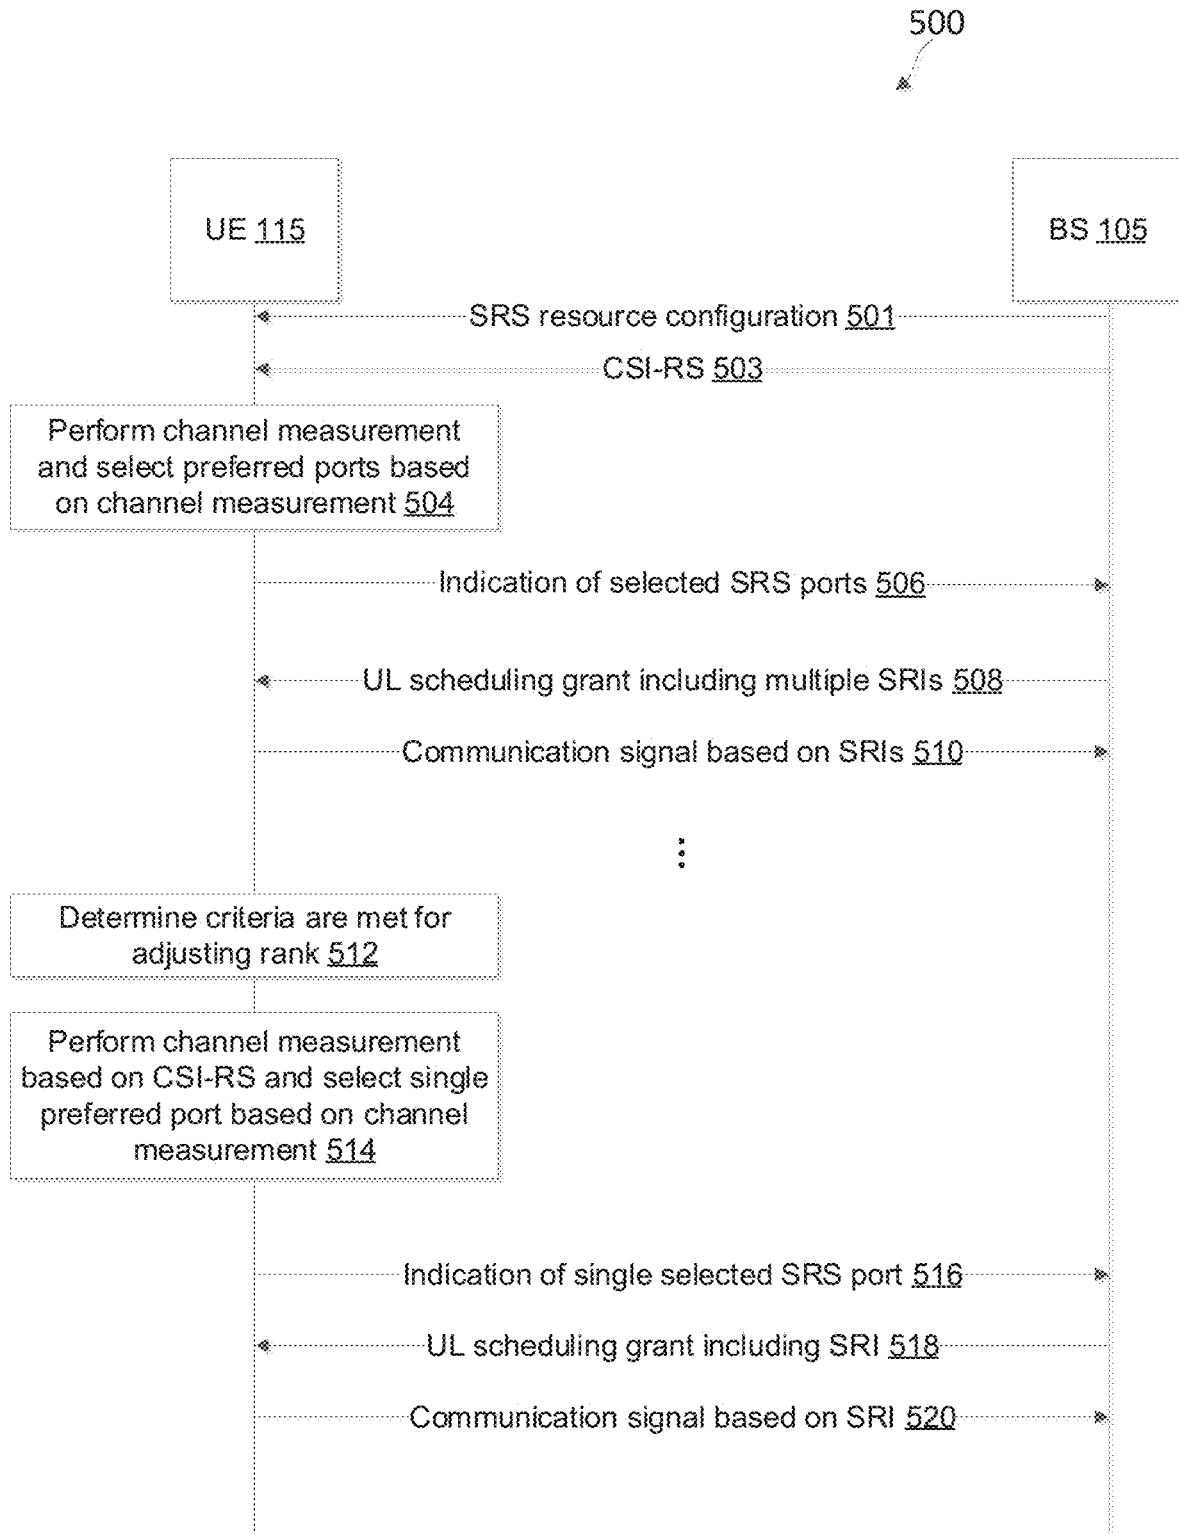 500
UE 115
BS 105
SRS resource configuration 501
CSI-RS 503
Perform channel measurement
and select preferred ports based
on channel measurement 504
Indication of selected SRS ports 506
UL scheduling grant including multiple SRIs 508
Communication signal based on SRIs 510
Determine criteria are met for
adjusting rank 512
Perform channel measurement
based on CSI-RS and select single
preferred port based on channel
measurement 514
Indication of single selected SRS port 516
UL scheduling grant including SRI 518
Communication signal based on SRI 520